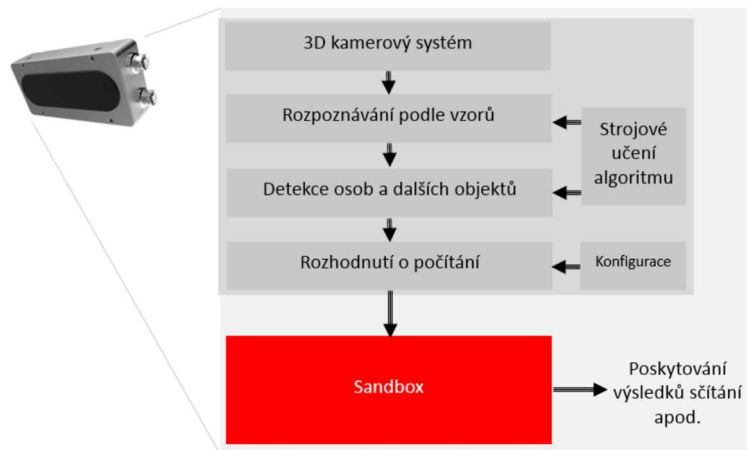 3D kamerový systém
Rozpoznávání podle vzorů
Strojové
učení
algoritmu
Detekce osob a dalších objektů
Rozhodnutí o počítání
Konfigurace
Sandbox
Poskytování
výsledků sčítání
apod.